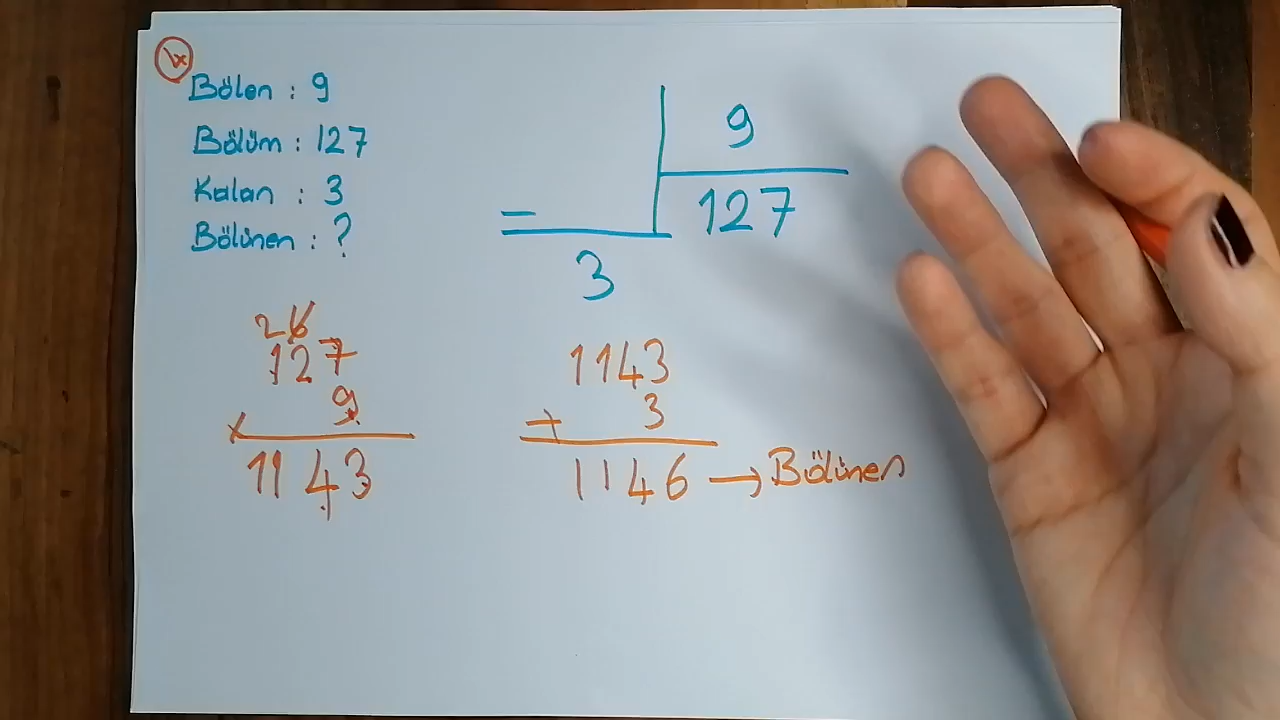 Bölen : 9
Bölüm : 127
Kalan : 3
Bölünen : ?
9
127
-
3
26
127
9
x
1143
1143
+ 3
1146 → Bölünen